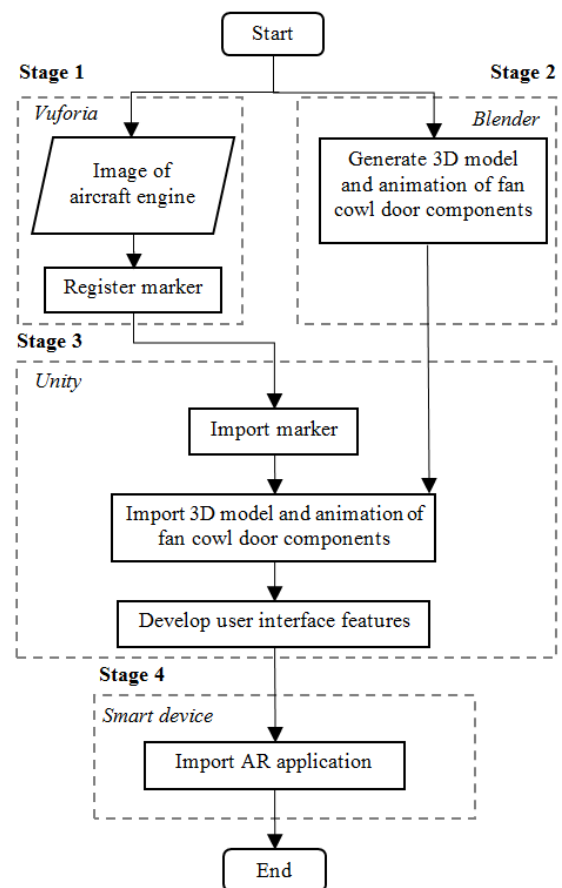 Start
Stage 1
Stage 2
Vuforia
Blender
Image of
aircraft engine
Generate 3D model
and animation of fan
cowl door components
Register marker
Stage 3
Unity
Import marker
Import 3D model and animation of
fan cowl door components
Develop user interface features
Stage 4
Smart device
Import AR application
End